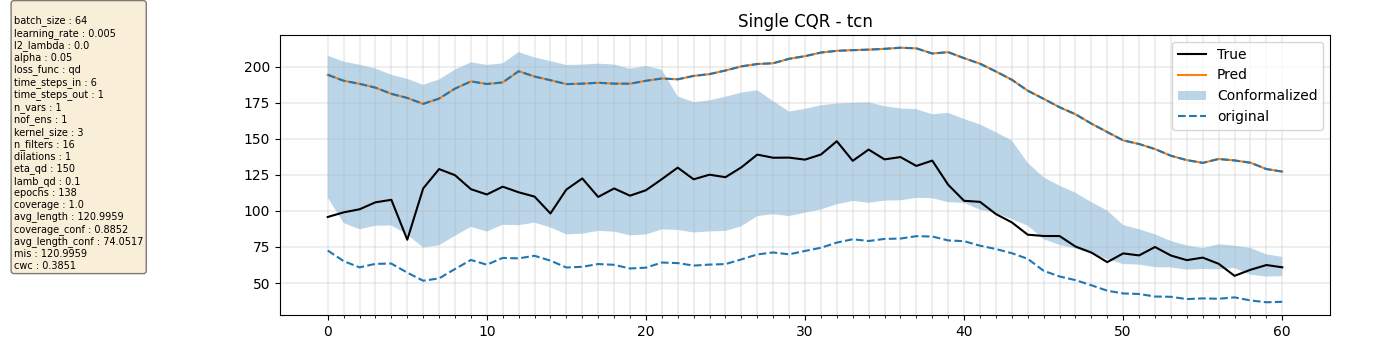 batch_size : 64
learning_rate : 0.005
l2_lambda : 0.0
alpha : 0.05
loss_func : qd
time_steps_in : 6
time_steps_out : 1
n_vars : 1
nof_ens : 1
kernel_size : 3
n_filters : 16
dilations : 1
eta_qd : 150
lamb_qd : 0.1
epochs : 138
coverage : 1.0
avg_length : 120.9959
coverage_conf : 0.8852
avg_length_conf : 74.0517
mis : 120.9959
cwc : 0.3851
Single CQR - tcn
200
175
150
125
100
75
50
True
Pred
Conformalized
original
0 10 20 30 40 50 60